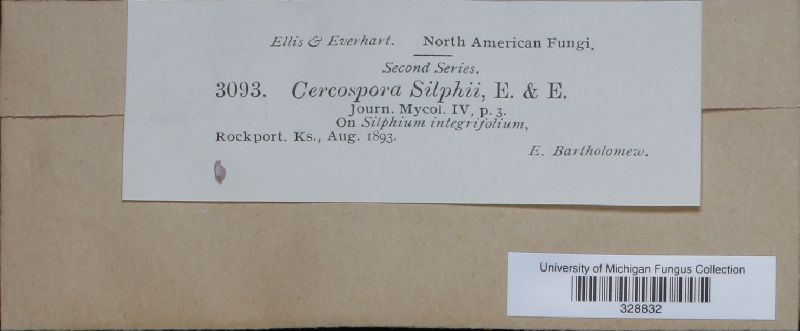 Ellis & Everhart. North American Fungi.
Second Series.
3093. Cercospora Silphii, E. & E.
Journ. Mycol. IV, p. 3.
On Silphium integrifolium,
Rockport, Ks., Aug. 1893.
E. Bartholomew.
University of Michigan Fungus Collection
328832